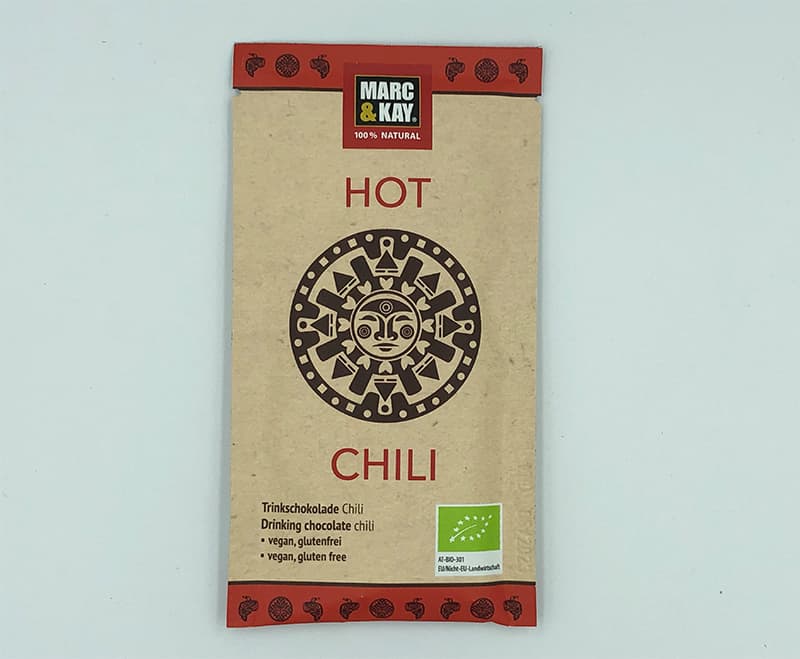 MARC
& KAY®
100% NATURAL
HOT
CHILI
Trinkschokolade Chili
Drinking chocolate chili
• vegan, glutenfrei
• vegan, gluten free
AT-BIO-301
EU/Nicht-EU-Landwirtschaft